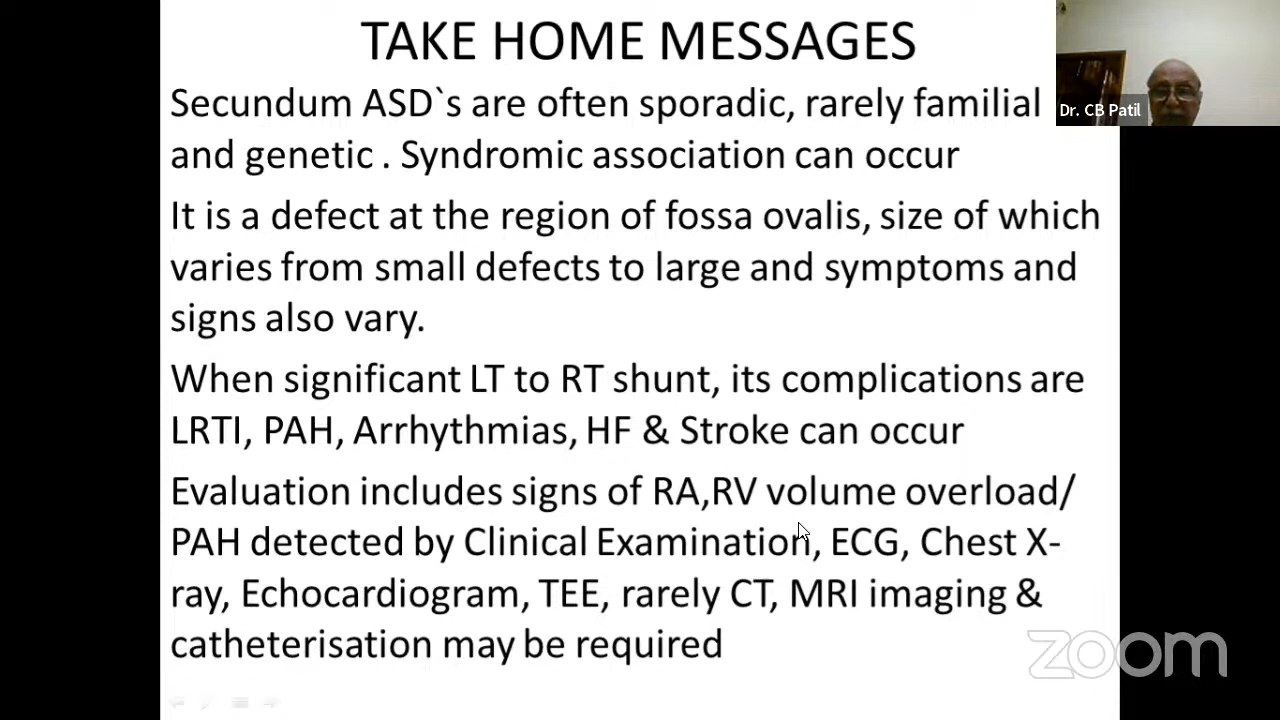 TAKE HOME MESSAGES
Secundum ASD`s are often sporadic, rarely familial
and genetic . Syndromic association can occur
It is a defect at the region of fossa ovalis, size of which
varies from small defects to large and symptoms and
signs also vary.
When significant LT to RT shunt, its complications are
LRTI, PAH, Arrhythmias, HF & Stroke can occur
Evaluation includes signs of RA,RV volume overload/
PAH detected by Clinical Examination, ECG, Chest X-
ray, Echocardiogram, TEE, rarely CT, MRI imaging &
catheterisation may be required
Dr. CB Patil
zoom